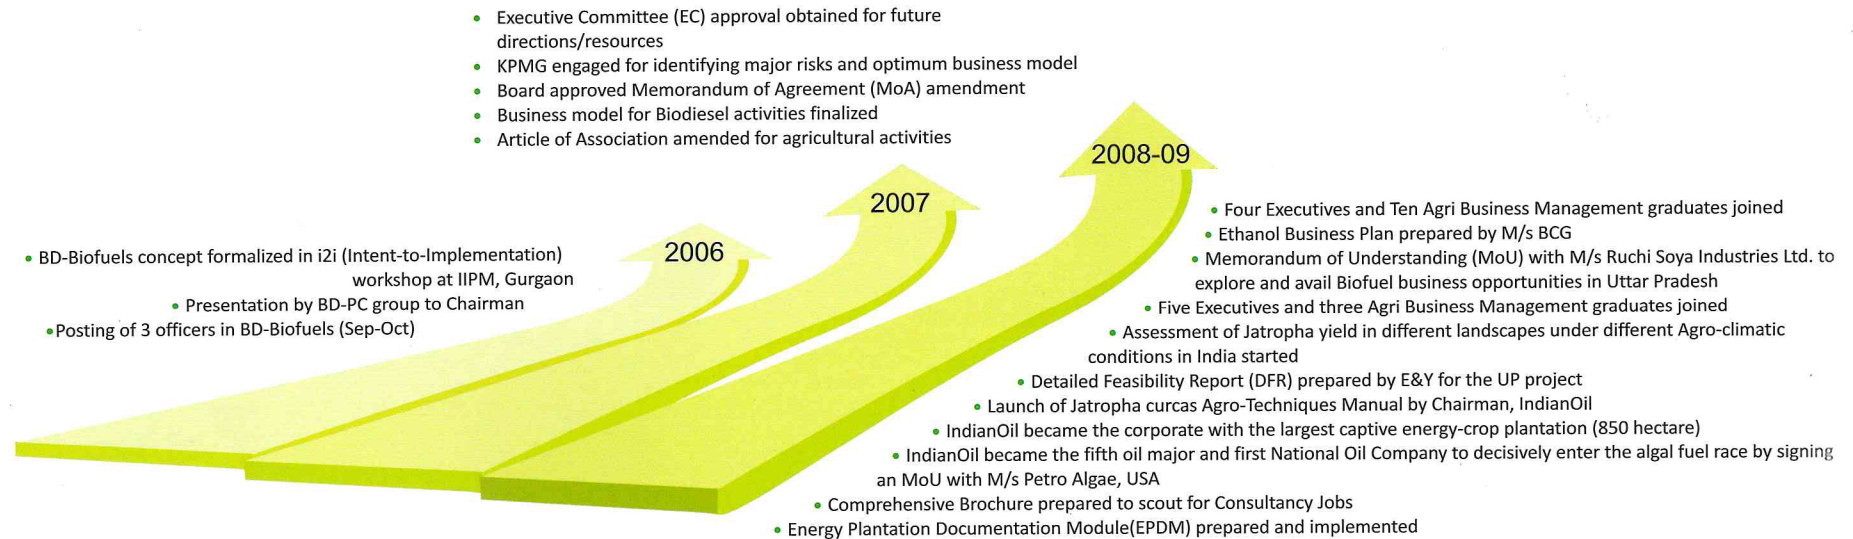 • Executive Committee (EC) approval obtained for future
directions/resources
• KPMG engaged for identifying major risks and optimum business model
• Board approved Memorandum of Agreement (MoA) amendment
• Business model for Biodiesel activities finalized
• Article of Association amended for agricultural activities
2006
2007
2008-09
• BD-Biofuels concept formalized in i2i (Intent-to-Implementation)
workshop at IIPM, Gurgaon
• Presentation by BD-PC group to Chairman
• Posting of 3 officers in BD-Biofuels (Sep-Oct)
• Four Executives and Ten Agri Business Management graduates joined
• Ethanol Business Plan prepared by M/s BCG
• Memorandum of Understanding (MoU) with M/s Ruchi Soya Industries Ltd. to
explore and avail Biofuel business opportunities in Uttar Pradesh
• Five Executives and three Agri Business Management graduates joined
• Assessment of Jatropha yield in different landscapes under different Agro-climatic
conditions in India started
• Detailed Feasibility Report (DFR) prepared by E&Y for the UP project
• Launch of Jatropha curcas Agro-Techniques Manual by Chairman, IndianOil
• IndianOil became the corporate with the largest captive energy-crop plantation (850 hectare)
• IndianOil became the fifth oil major and first National Oil Company to decisively enter the algal fuel race by signing
an MoU with M/s Petro Algae, USA
• Comprehensive Brochure prepared to scout for Consultancy Jobs
• Energy Plantation Documentation Module(EPDM) prepared and implemented